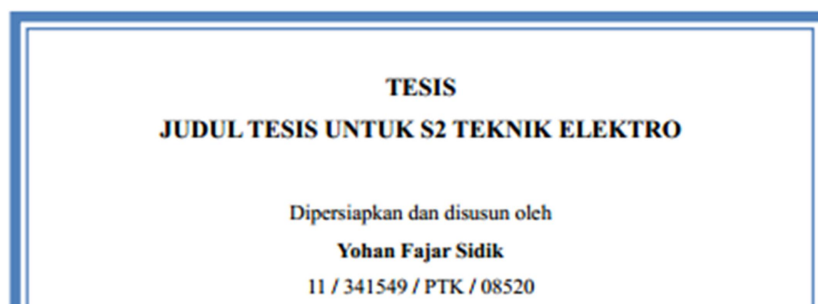 TESIS
JUDUL TESIS UNTUK S2 TEKNIK ELEKTRO
Dipersiapkan dan disusun oleh
Yohan Fajar Sidik
11 / 341549 / PTK / 08520